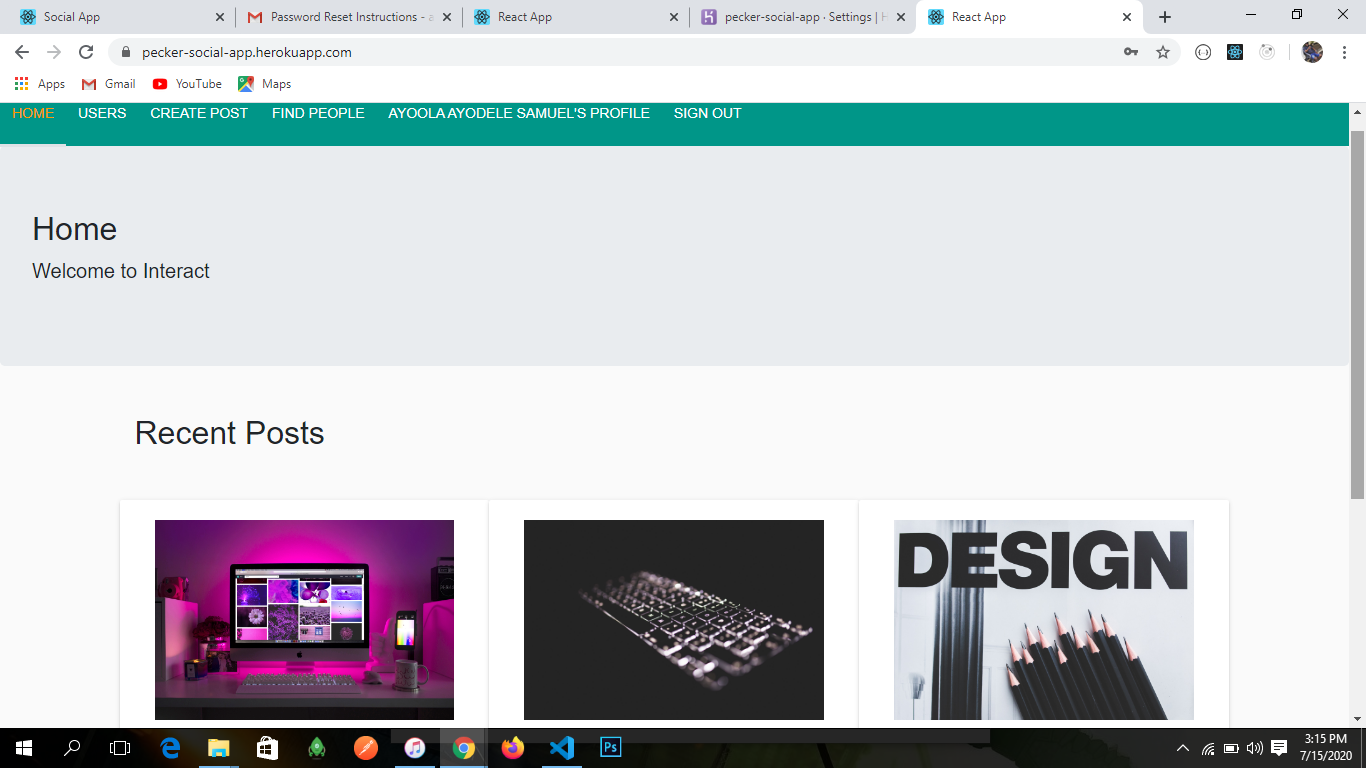 Social App
Password Reset Instructions - a
React App
pecker-social-app · Settings | H
React App
pecker-social-app.herokuapp.com
Apps
Gmail
YouTube
Maps
HOME
USERS
CREATE POST
FIND PEOPLE
AYOOLA AYODELE SAMUEL'S PROFILE
SIGN OUT
Home
Welcome to Interact
Recent Posts
DESIGN
Ps
3:15 PM
7/15/2020